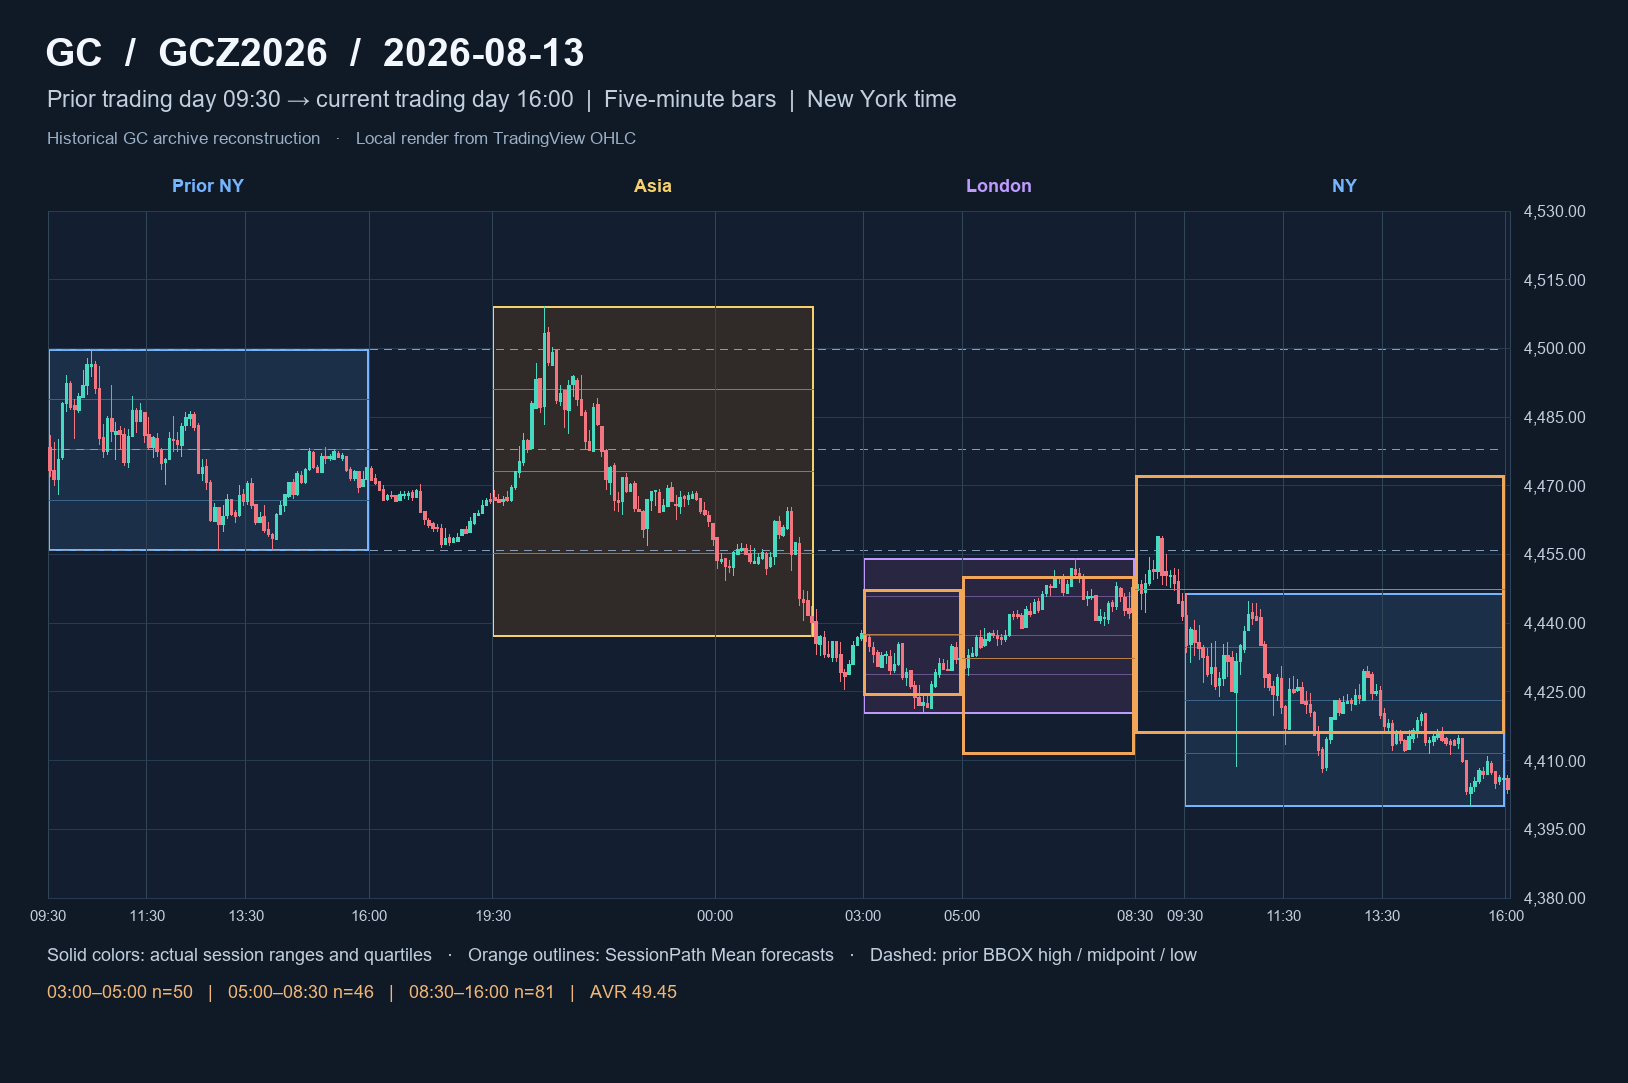 GC / GCZ2026 / 2026-08-13
Prior trading day 09:30 → current trading day 16:00 | Five-minute bars | New York time
Historical GC archive reconstruction · Local render from TradingView OHLC
Prior NY Asia London NY
4,530.00
4,515.00
4,500.00
4,485.00
4,470.00
4,455.00
4,440.00
4,425.00
4,410.00
4,395.00
4,380.00
09:30 11:30 13:30 16:00 19:30 00:00 03:00 05:00 08:30 09:30 11:30 13:30 16:00
Solid colors: actual session ranges and quartiles · Orange outlines: SessionPath Mean forecasts · Dashed: prior BBOX high / midpoint / low
03:00–05:00 n=50 | 05:00–08:30 n=46 | 08:30–16:00 n=81 | AVR 49.45